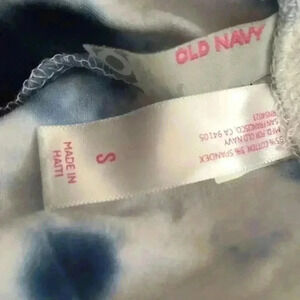 OLD NAVY
S
MADE IN
HAITI
95% COTTON 5% SPANDEX
MFD. FOR OLD NAVY
SAN FRANCISCO, CA 94105